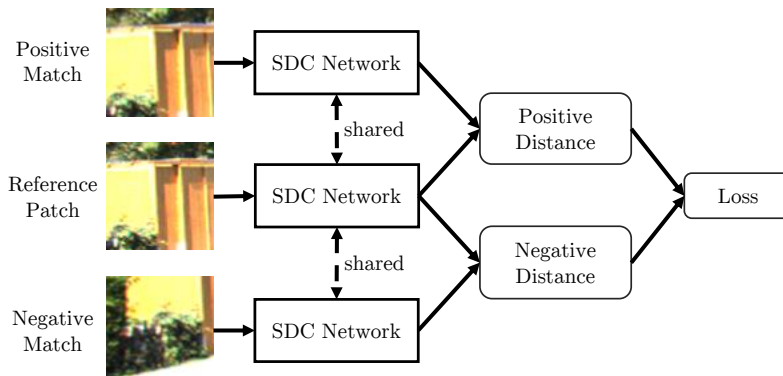 Positive
Match
SDC Network
shared
Positive
Distance
Reference
Patch
SDC Network
Loss
shared
Negative
Distance
Negative
Match
SDC Network